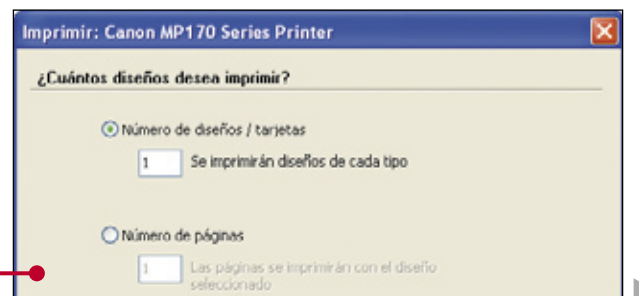 Imprimir: Canon MP170 Series Printer
¿Cuántos diseños desea imprimir?
Número de diseños / tarjetas
1 Se imprimirán diseños de cada tipo
Número de páginas
1 Las páginas se imprimirán con el diseño
seleccionado